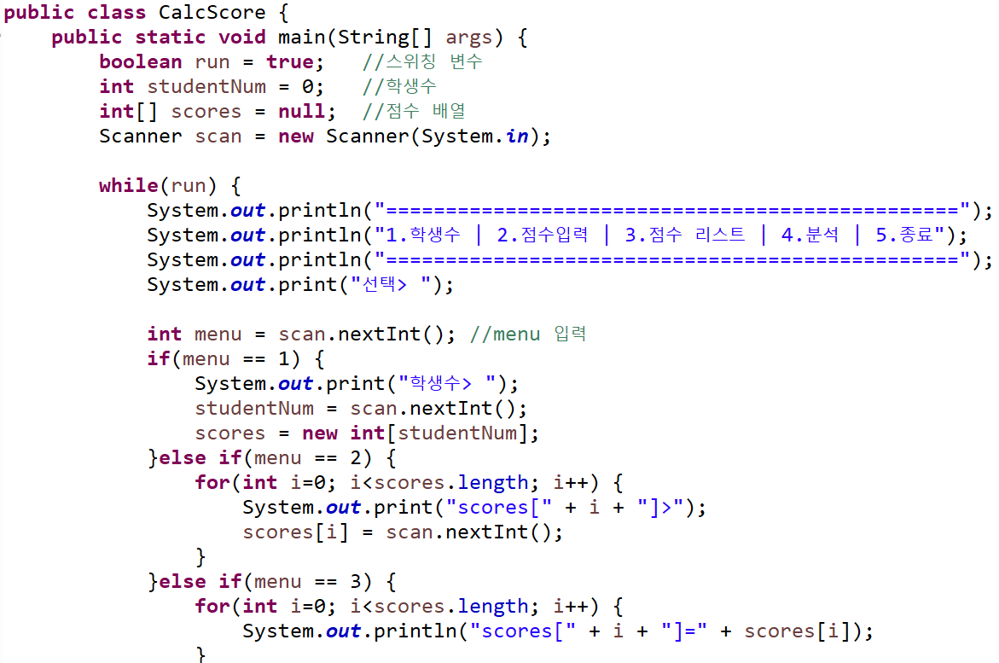 public class CalcScore {
    public static void main(String[] args) {
        boolean run = true;   //스위칭 변수
        int studentNum = 0;   //학생수
        int[] scores = null;  //점수 배열
        Scanner scan = new Scanner(System.in);
        while(run) {
            System.out.println("================================================");
            System.out.println("1.학생수 | 2.점수입력 | 3.점수 리스트 | 4.분석 | 5.종료");
            System.out.println("================================================");
            System.out.print("선택> ");
            int menu = scan.nextInt(); //menu 입력
            if(menu == 1) {
                System.out.print("학생수> ");
                studentNum = scan.nextInt();
                scores = new int[studentNum];
            }else if(menu == 2) {
                for(int i=0; i<scores.length; i++) {
                    System.out.print("scores[" + i + "]>");
                    scores[i] = scan.nextInt();
                }
            }else if(menu == 3) {
                for(int i=0; i<scores.length; i++) {
                    System.out.println("scores[" + i + "]=" + scores[i]);
                }